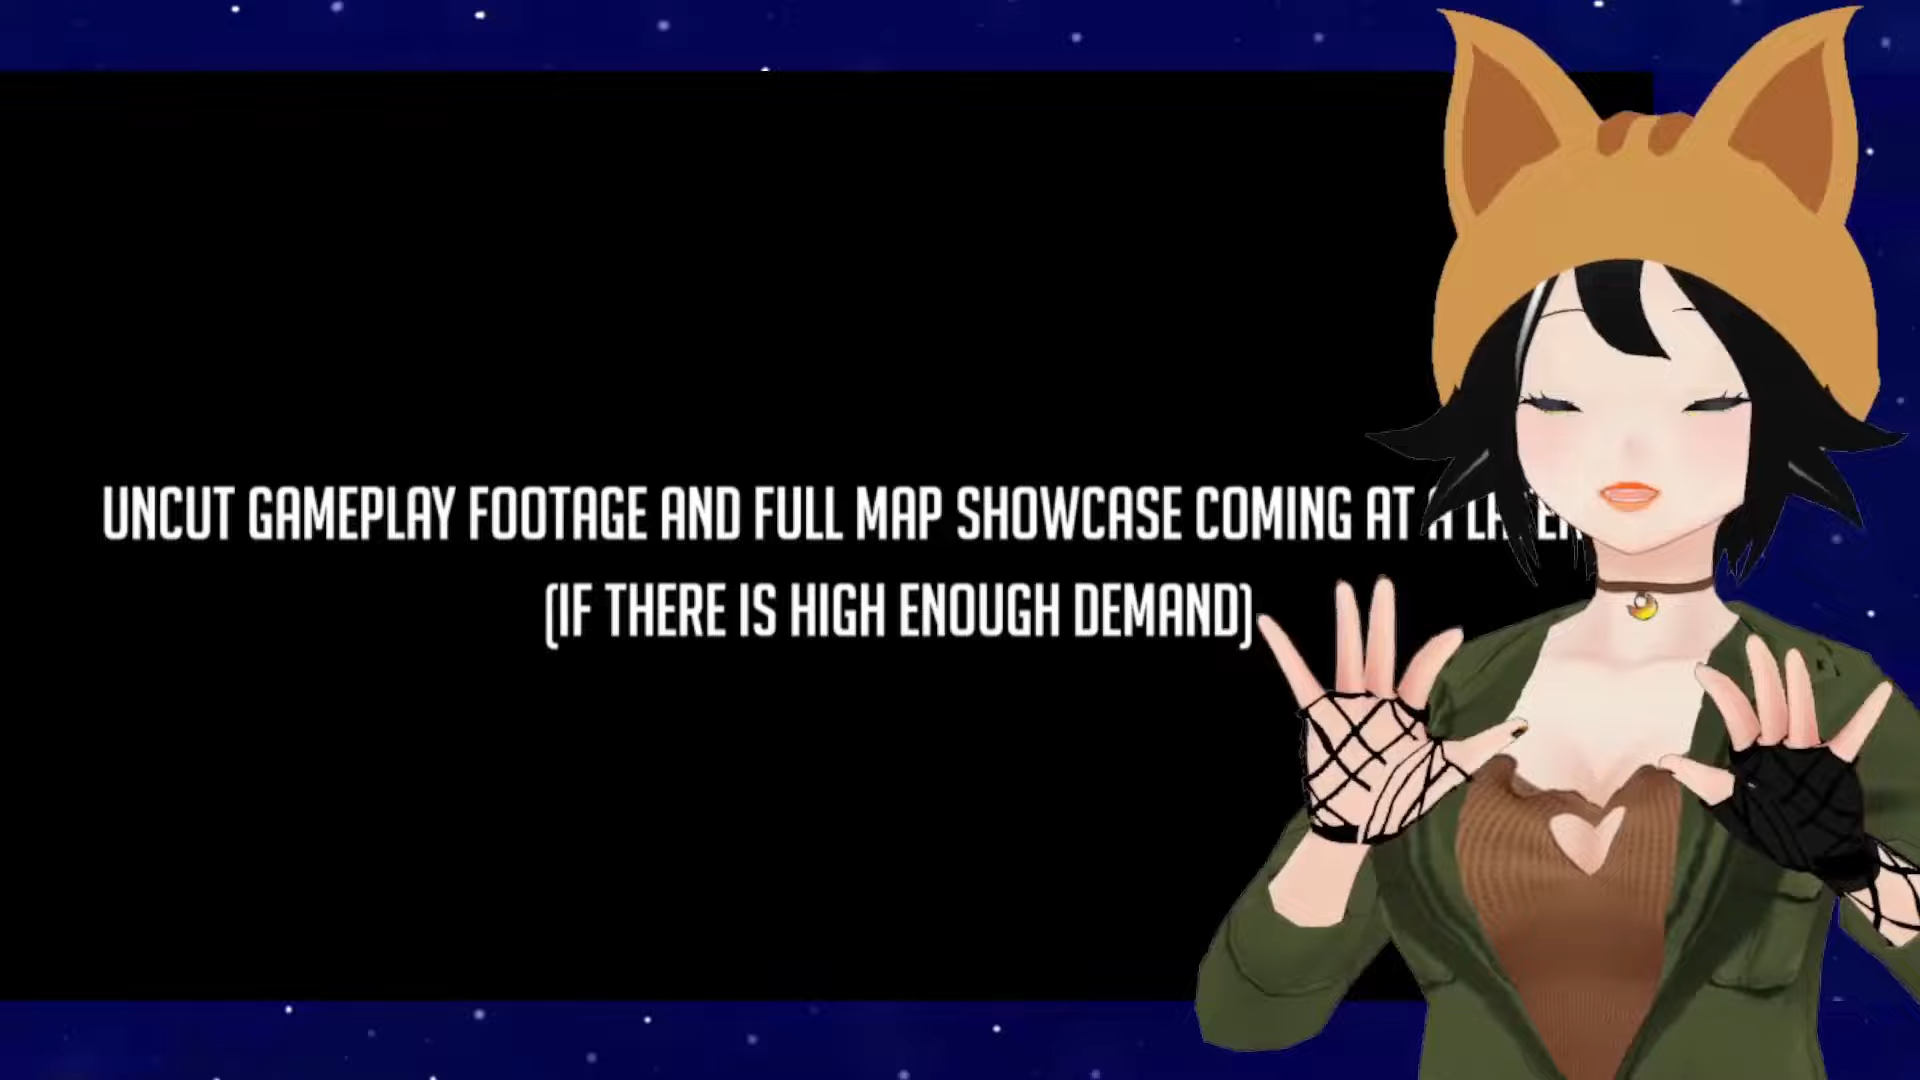 UNCUT GAMEPLAY FOOTAGE AND FULL MAP SHOWCASE COMING AT A
(IF THERE IS HIGH ENOUGH DEMAND)